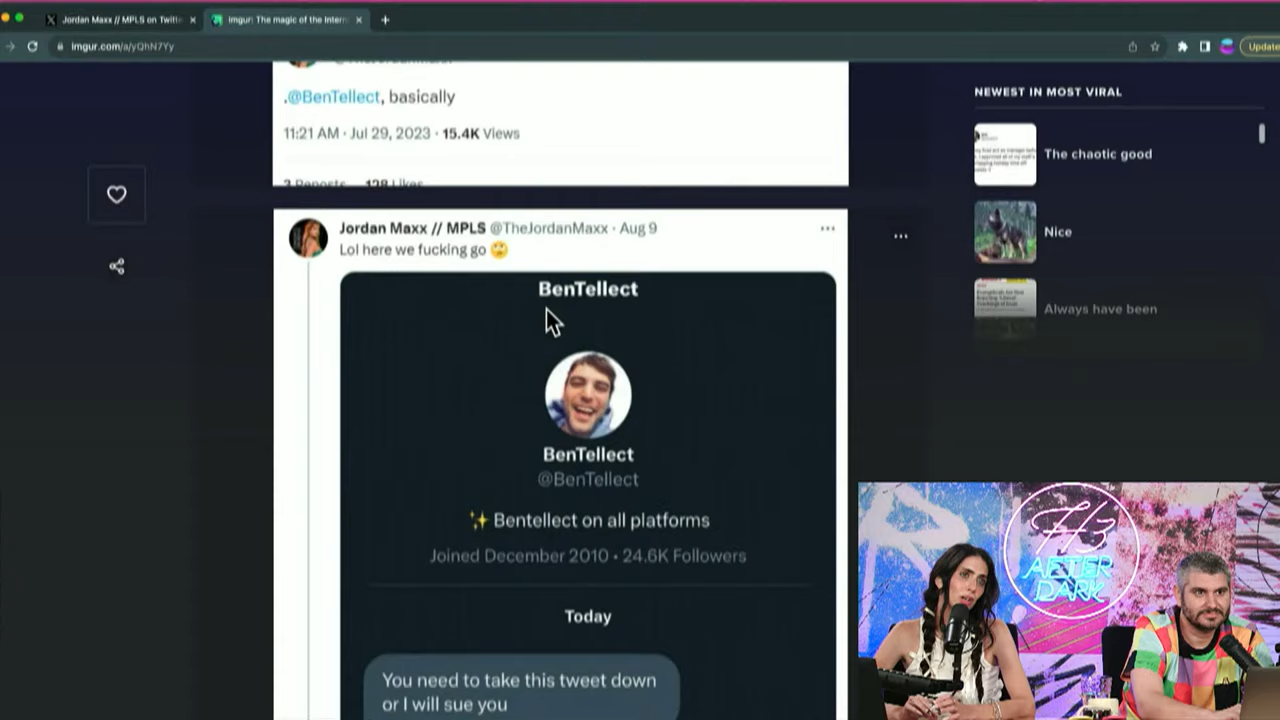 Jordan Maxx // MPLS on Twitte
Imgur: The magic of the Intern
imgur.com/a/yQhN7Yy
Update
.@BenTellect, basically
11:21 AM · Jul 29, 2023 · 15.4K Views
3 Reposts 128 Likes
Jordan Maxx // MPLS @TheJordanMaxx · Aug 9
Lol here we fucking go 🙄
BenTellect
BenTellect
@BenTellect
✨ Bentellect on all platforms
Joined December 2010 • 24.6K Followers
Today
You need to take this tweet down
or I will sue you
NEWEST IN MOST VIRAL
The chaotic good
Nice
Always have been
H3
AFTER
DARK